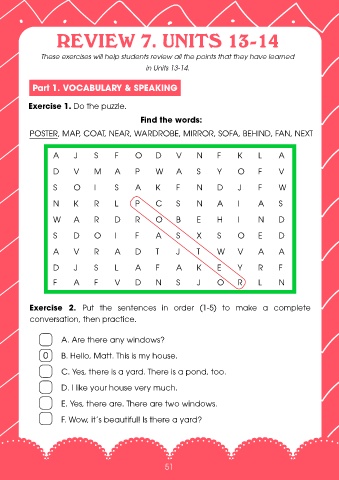 REVIEW 7. UNITS 13-14
These exercises will help students review all the points that they have learned
in Units 13-14.
Part 1. VOCABULARY & SPEAKING
Exercise 1. Do the puzzle.
Find the words:
POSTER, MAP, COAT, NEAR, WARDROBE, MIRROR, SOFA, BEHIND, FAN, NEXT
A J S F O D V N F K L A
D V M A P W A S Y O F V
S O I S A K F N D J F W
N K R L P C S N A I A S
W A R D R O B E H I N D
S D O I F A S X S O E D
A V R A D T J T W V A A
D J S L A F A K E Y R F
F A F V D N S J O R L N
Exercise 2. Put the sentences in order (1-5) to make a complete
conversation, then practice.
A. Are there any windows?
0 B. Hello, Matt. This is my house.
C. Yes, there is a yard. There is a pond, too.
D. I like your house very much.
E. Yes, there are. There are two windows.
F. Wow, it's beautiful! Is there a yard?
51